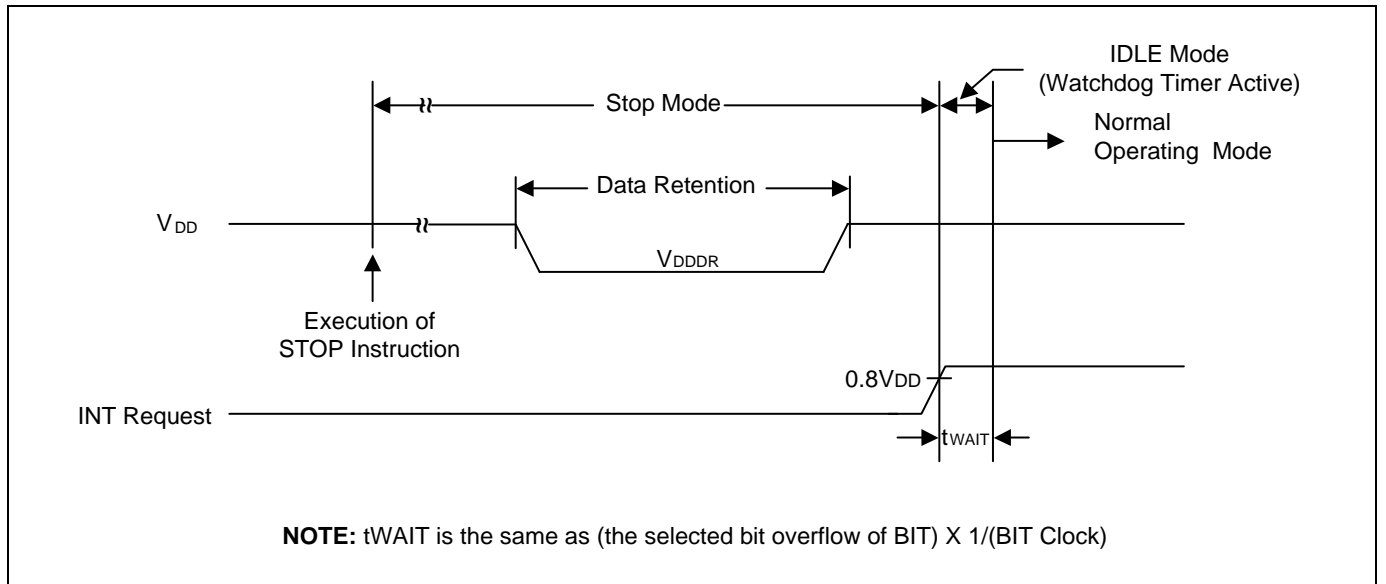 IDLE Mode
(Watchdog Timer Active)
Stop Mode
Normal
Operating Mode
Data Retention
VDD
VDDDR
Execution of
STOP Instruction
0.8VDD
INT Request
tWAIT
NOTE: tWAIT is the same as (the selected bit overflow of BIT) X 1/(BIT Clock)